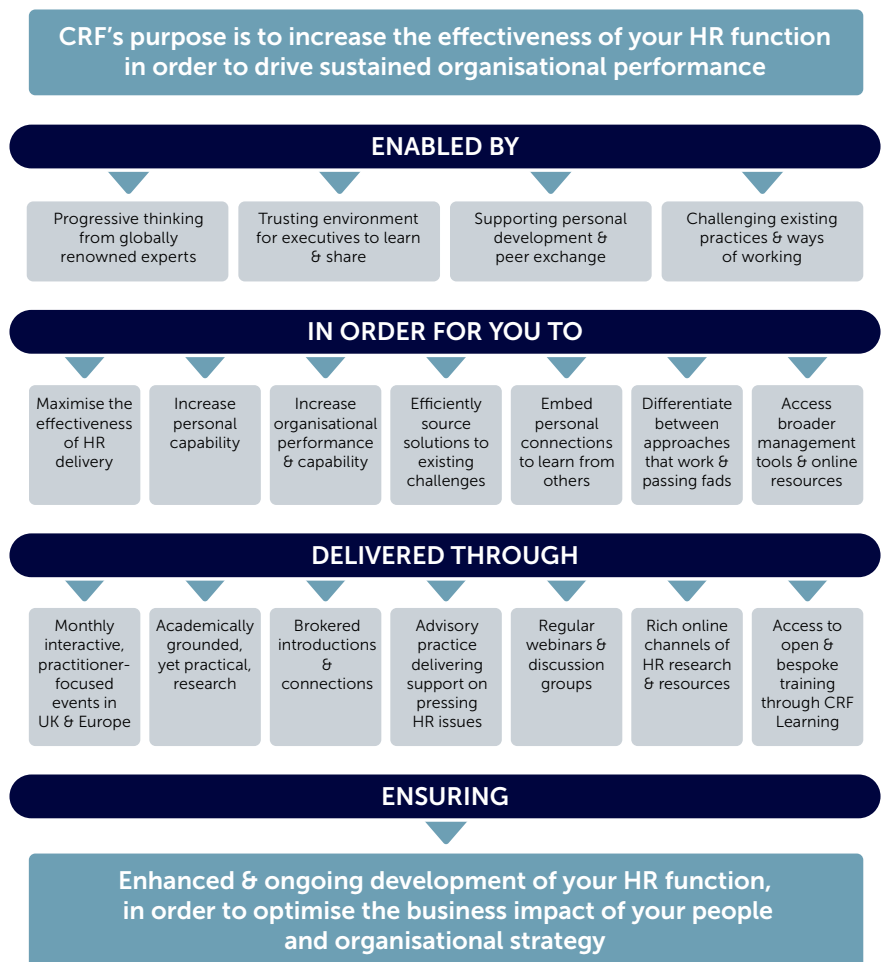 CRF's purpose is to increase the effectiveness of your HR function
in order to drive sustained organisational performance
ENABLED BY
Progressive thinking
from globally
renowned experts
Trusting environment
for executives to learn
& share
Supporting personal
development &
peer exchange
Challenging existing
practices & ways
of working
IN ORDER FOR YOU TO
Maximise the
effectiveness
of HR
delivery
Increase
personal
capability
Increase
organisational
performance
& capability
Efficiently
source
solutions to
existing
challenges
Embed
personal
connections
to learn from
others
Differentiate
between
approaches
that work &
passing fads
Access
broader
management
tools & online
resources
DELIVERED THROUGH
Monthly
interactive,
practitioner-
focused
events in
UK & Europe
Academically
grounded,
yet practical,
research
Brokered
introductions
&
connections
Advisory
practice
delivering
support on
pressing
HR issues
Regular
webinars &
discussion
groups
Rich online
channels of
HR research
& resources
Access to
open &
bespoke
training
through CRF
Learning
ENSURING
Enhanced & ongoing development of your HR function,
in order to optimise the business impact of your people
and organisational strategy